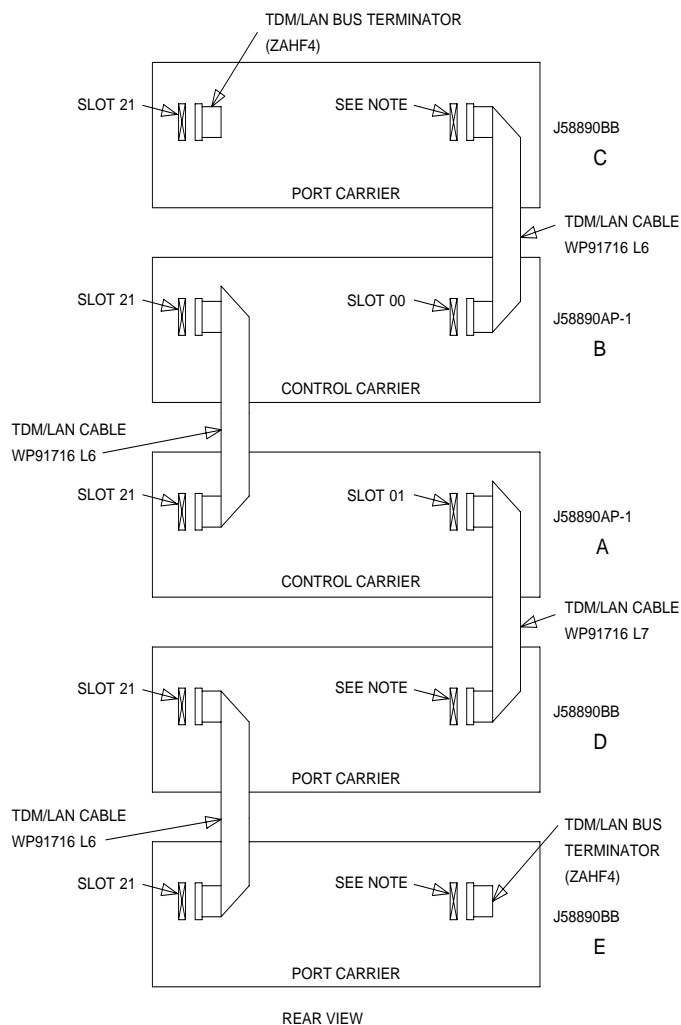 TDM/LAN BUS TERMINATOR
(ZAHF4)
SLOT 21
SEE NOTE
J58890BB
C
PORT CARRIER
TDM/LAN CABLE
WP91716 L6
SLOT 21
SLOT 00
J58890AP-1
B
CONTROL CARRIER
TDM/LAN CABLE
WP91716 L6
SLOT 21
SLOT 01
J58890AP-1
A
CONTROL CARRIER
TDM/LAN CABLE
WP91716 L7
SLOT 21
SEE NOTE
J58890BB
D
PORT CARRIER
TDM/LAN CABLE
WP91716 L6
TDM/LAN BUS
TERMINATOR
(ZAHF4)
SLOT 21
SEE NOTE
J58890BB
E
PORT CARRIER
REAR VIEW